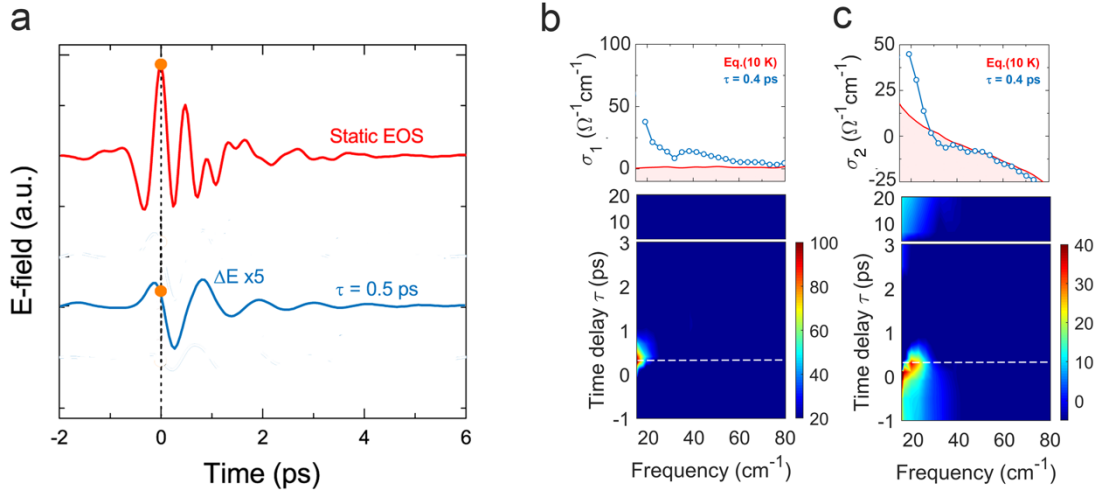 a
E-field (a.u.)
Static EOS
ΔE x5
τ = 0.5 ps
-2
0
2
4
6
Time (ps)
b
σ1 (Ω-1cm-1)
100
50
0
Eq.(10 K)
τ = 0.4 ps
Time delay τ (ps)
20
10
3
2
1
0
-1
20
40
60
80
Frequency (cm-1)
100
80
60
40
20
c
σ2 (Ω-1cm-1)
50
25
0
-25
Eq.(10 K)
τ = 0.4 ps
Time delay τ (ps)
20
10
3
2
1
0
-1
20
40
60
80
Frequency (cm-1)
40
30
20
10
0